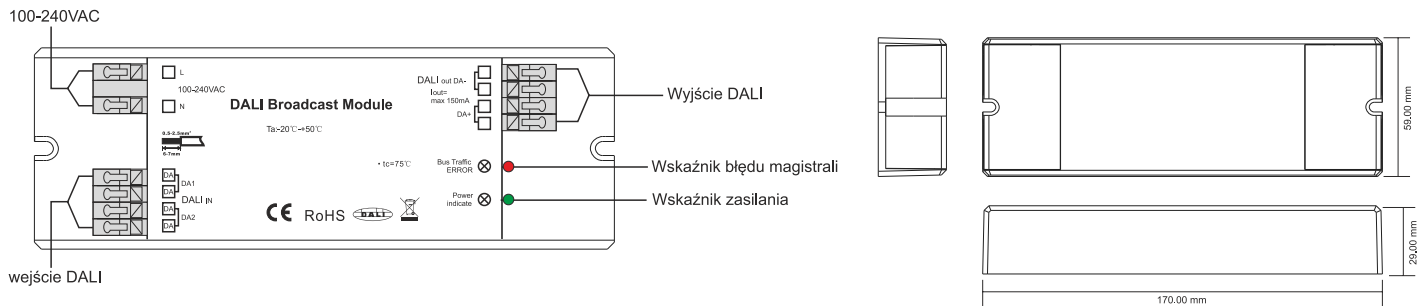 100-240VAC
L
100-240VAC
N
0.5-2.5mm²
6-7mm
DA
DA1
DA
DALI IN
DA
DA2
DA
wejście DALI
DALI Broadcast Module
Ta:-20℃-+50℃
• tc=75℃
CE RoHS DALI
DALI out DA-
Iout=
max 150mA
DA+
Bus Traffic
ERROR
Power
indicate
Wyjście DALI
Wskaźnik błędu magistrali
Wskaźnik zasilania
59.00 mm
29.00 mm
170.00 mm